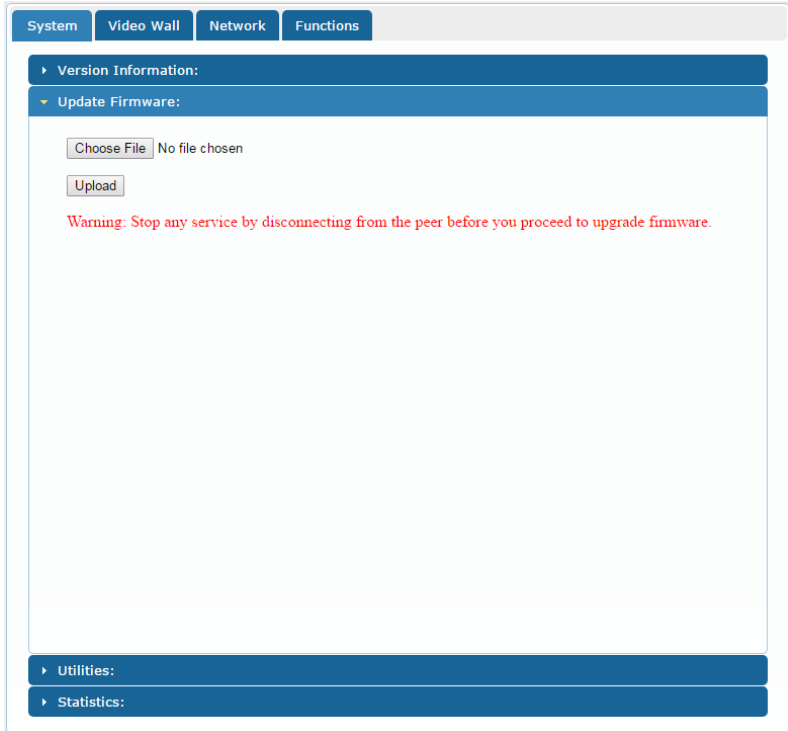 System Video Wall Network Functions
Version Information:
Update Firmware:
Choose File No file chosen
Upload
Warning: Stop any service by disconnecting from the peer before you proceed to upgrade firmware.
Utilities:
Statistics: